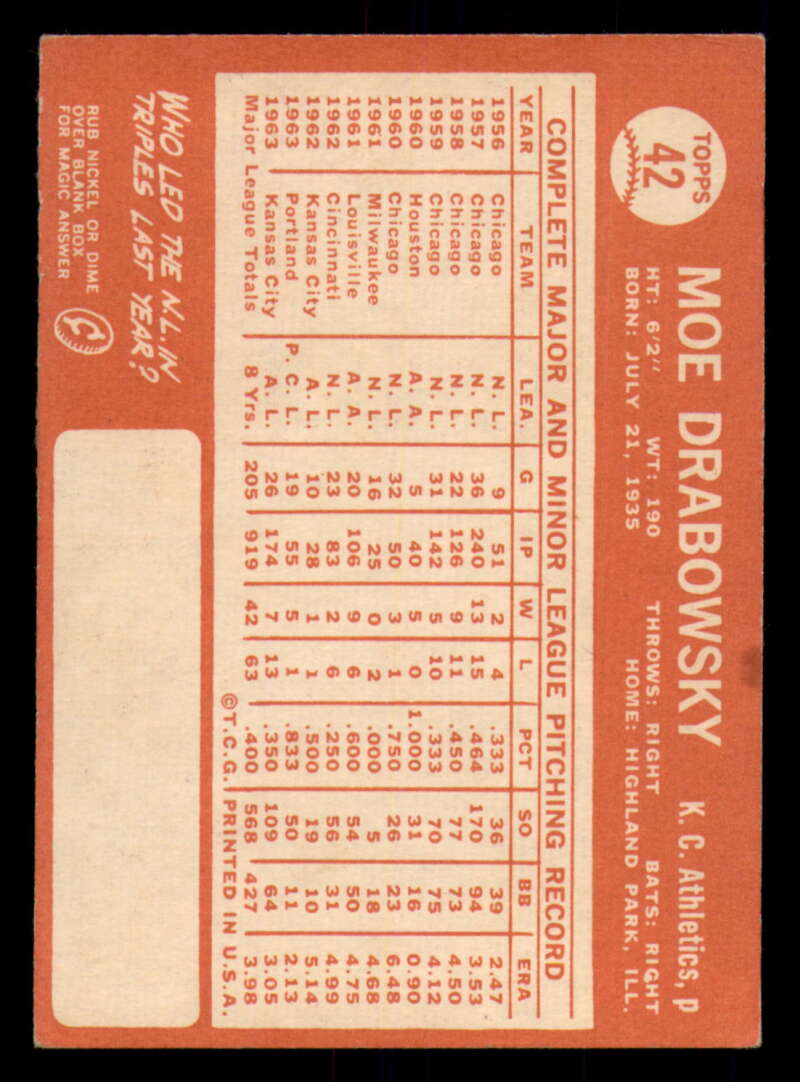 TOPPS
42
MOE DRABOWSKY K. C. Athletics, p
HT: 6'2" WT: 190 THROWS: RIGHT BATS: RIGHT
BORN: JULY 21, 1935 HOME: HIGHLAND PARK, ILL.
COMPLETE MAJOR AND MINOR LEAGUE PITCHING RECORD
YEAR TEAM LEA. G IP W L PCT SO BB ERA
1956 Chicago N. L. 9 51 2 4 .333 36 39 2.47
1957 Chicago N. L. 36 240 13 15 .464 170 94 3.53
1958 Chicago N. L. 22 126 9 11 .450 77 73 4.50
1959 Chicago N. L. 31 142 5 10 .333 70 75 4.12
1960 Houston A. A. 5 40 5 0 1.000 31 16 0.90
1960 Chicago N. L. 32 50 3 1 .750 26 23 6.48
1961 Milwaukee N. L. 16 25 0 2 .000 5 18 4.68
1961 Louisville A. A. 20 106 9 6 .600 54 50 4.75
1962 Cincinnati N. L. 23 83 2 6 .250 56 31 4.99
1962 Kansas City A. L. 10 28 1 1 .500 19 10 5.14
1963 Portland P. C. L. 19 55 5 1 .833 50 11 2.13
1963 Kansas City A. L. 26 174 7 13 .350 109 64 3.05
Major League Totals 8 Yrs. 205 919 42 63 .400 568 427 3.98
©T.C.G. PRINTED IN U.S.A.
WHO LED THE N.L. IN
TRIPLES LAST YEAR?
RUB NICKEL OR DIME
OVER BLANK BOX
FOR MAGIC ANSWER